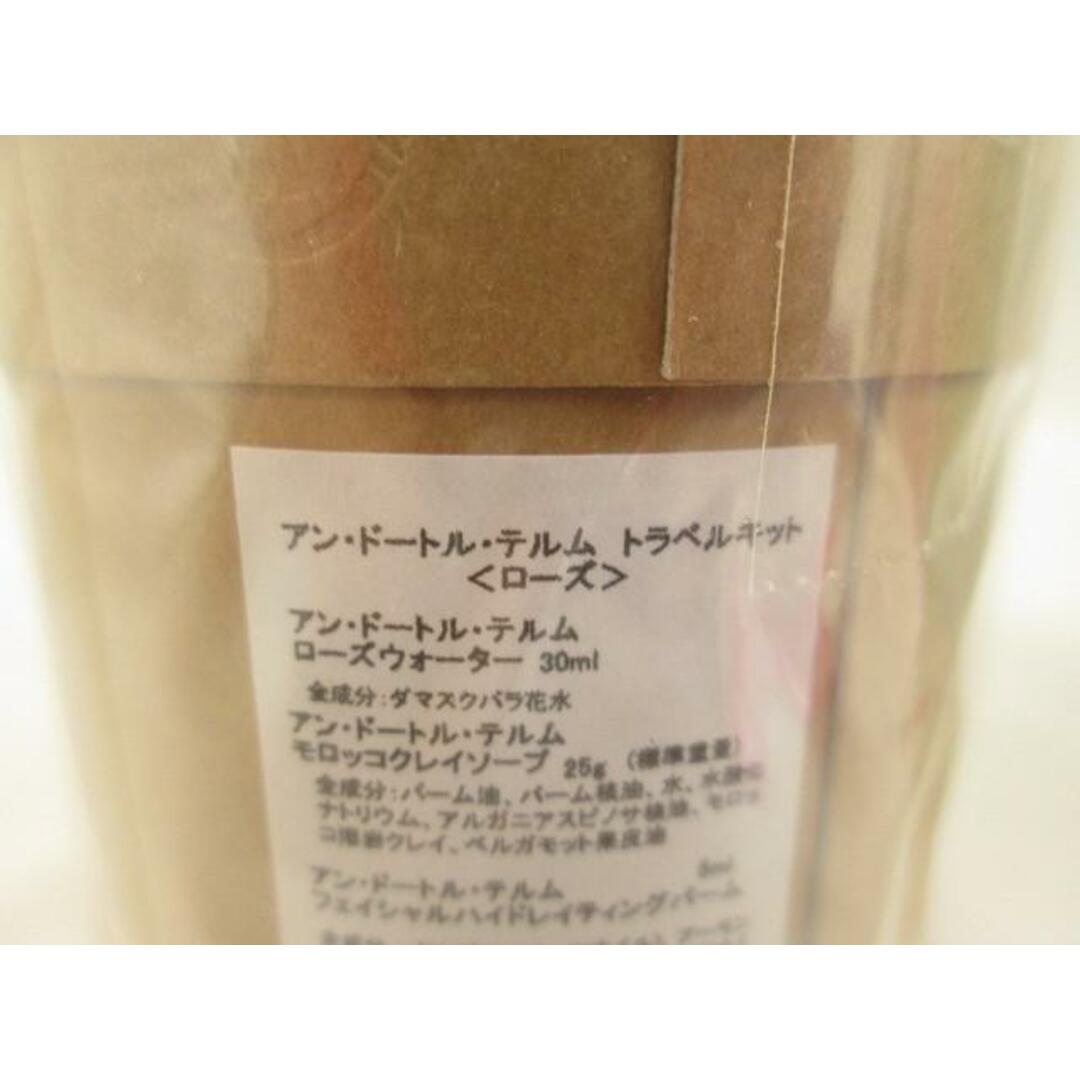 アン・ドートル・テルム トラベルキット
<ローズ>
アン・ドートル・テルム
ローズウォーター 30ml
全成分:ダマスクバラ花水
アン・ドートル・テルム
モロッコクレイソープ 25g (標準重量)
全成分:パーム油、パーム核油、水、水酸化
ナトリウム、アルガニアスピノサ核油、モロッ
コ溶岩クレイ、ベルガモット果皮油
アン・ドートル・テルム
フェイシャルハイドレイティングバーム
全成分